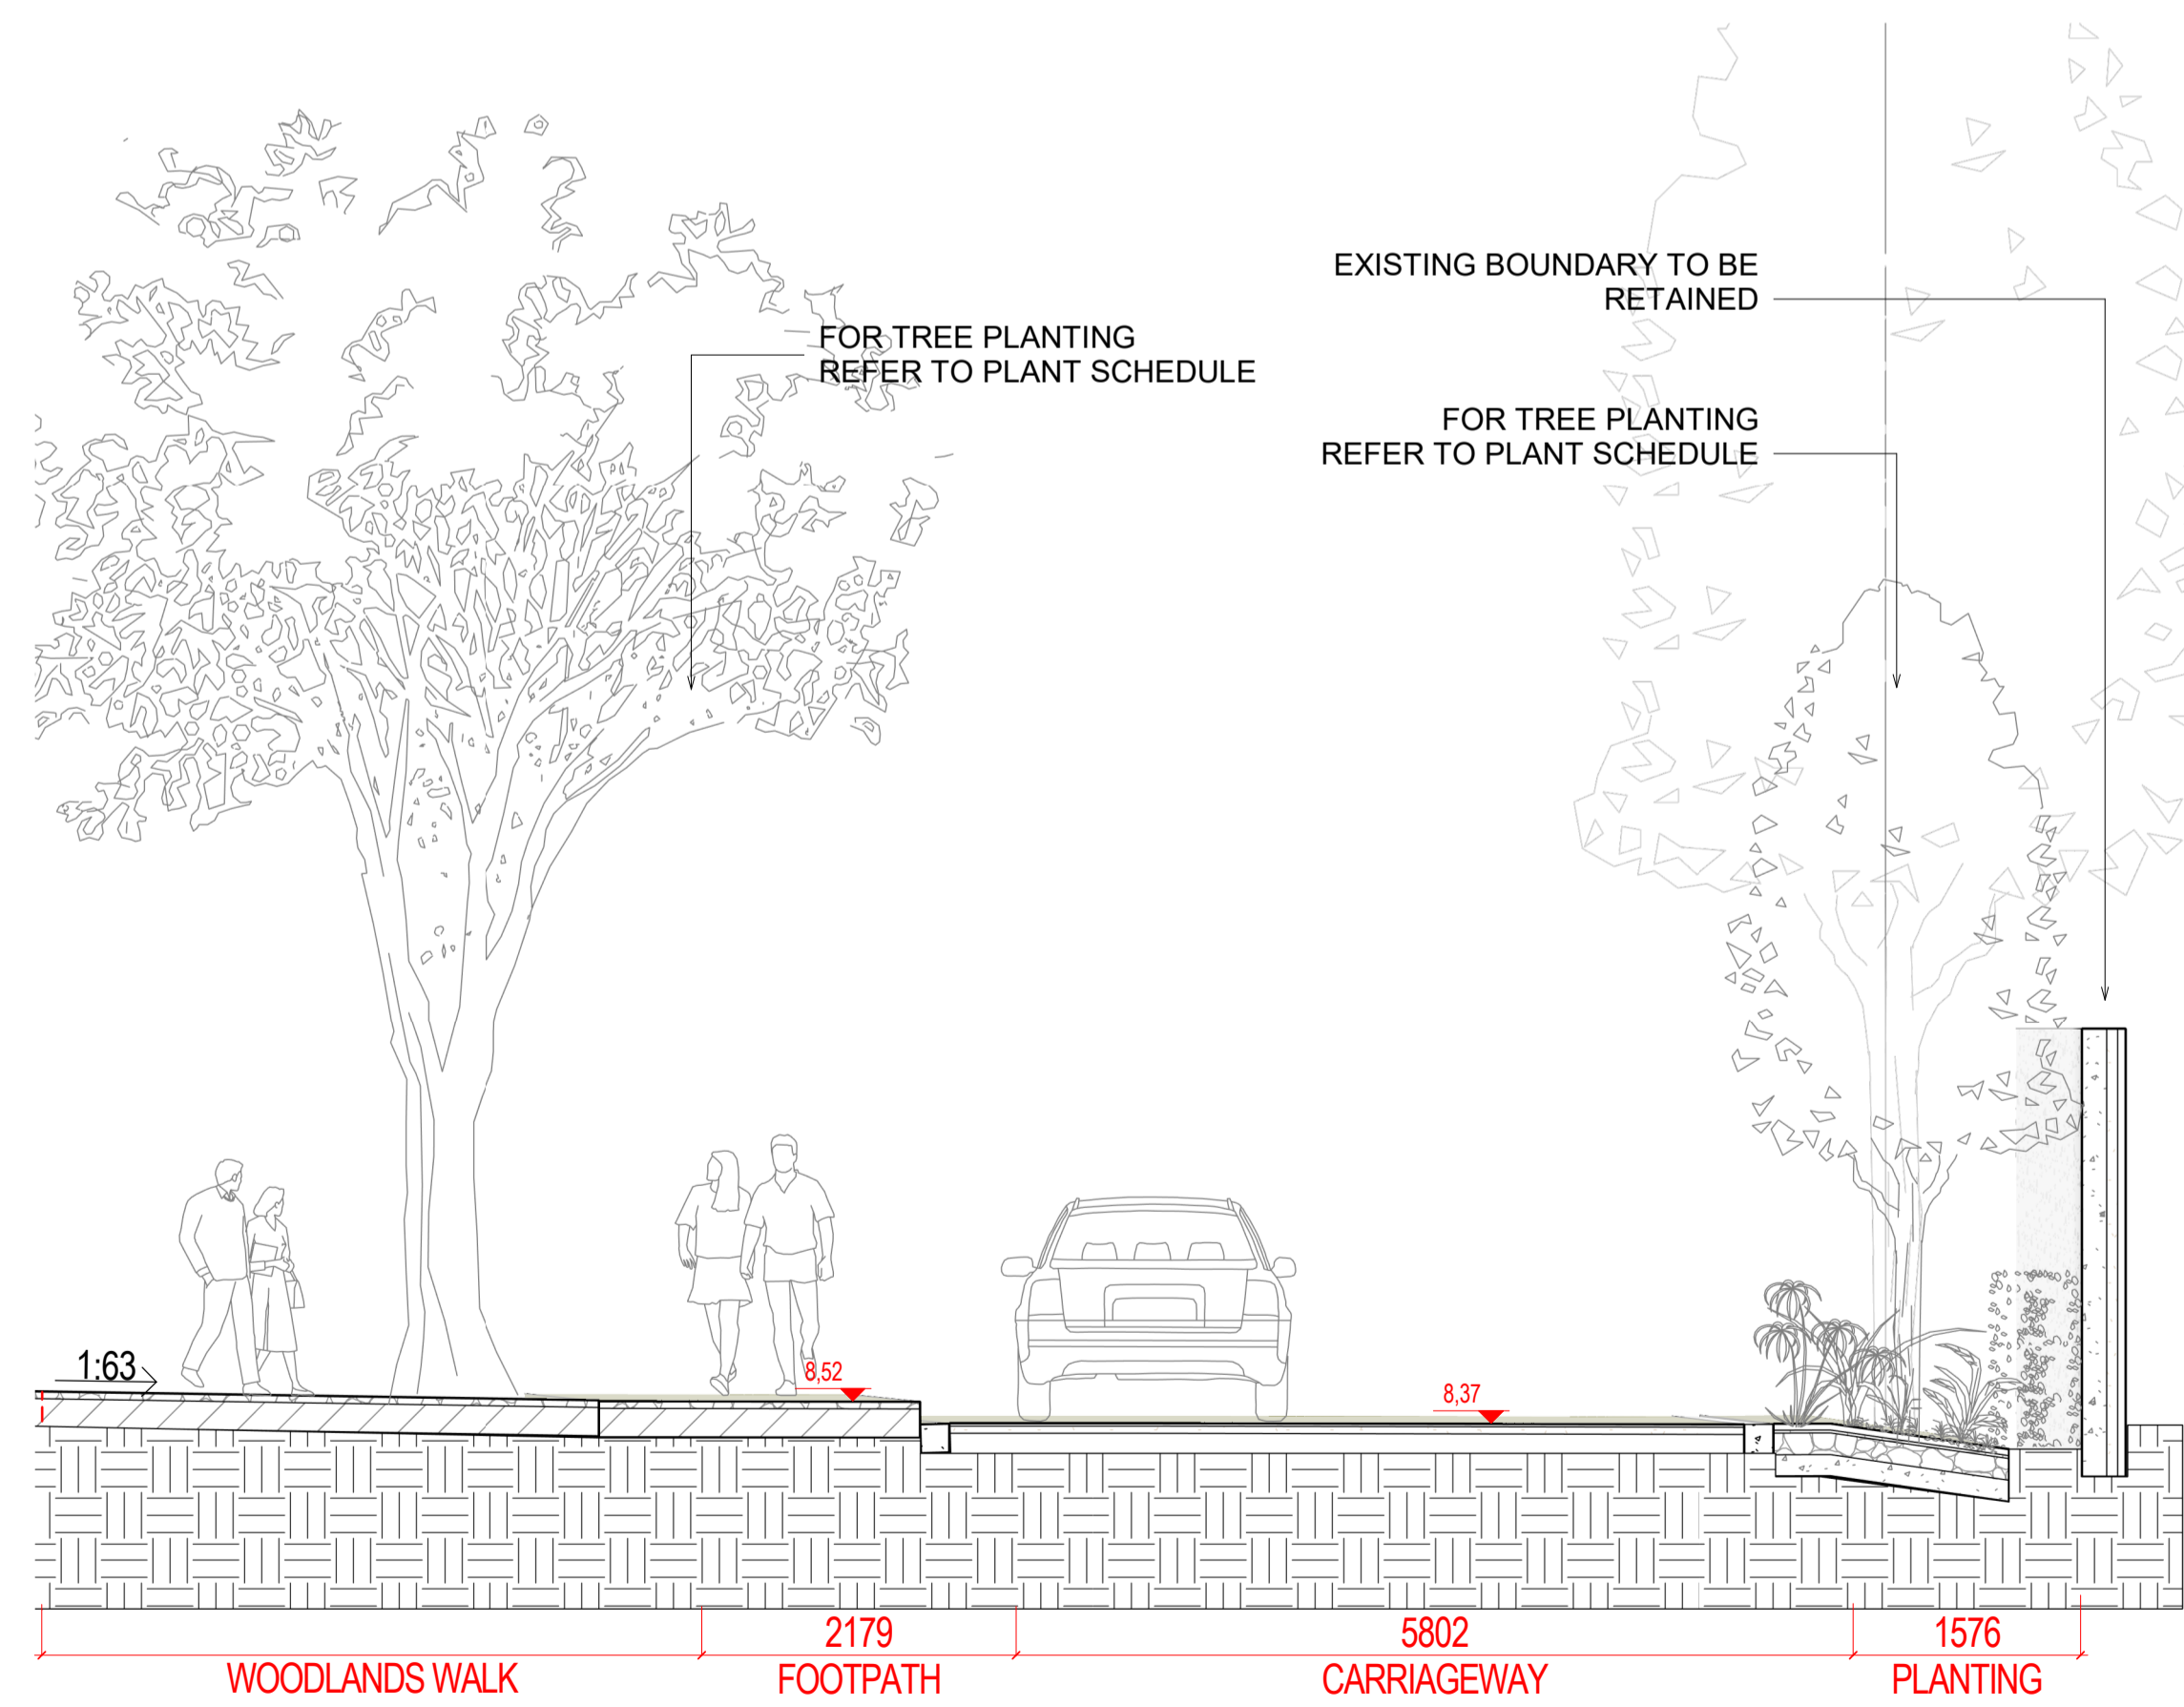 EXISTING BOUNDARY TO BE
RETAINED
FOR TREE PLANTING
REFER TO PLANT SCHEDULE
FOR TREE PLANTING
REFER TO PLANT SCHEDULE
1:63
8,52
8,37
2179
5802
1576
WOODLANDS WALK
FOOTPATH
CARRIAGEWAY
PLANTING